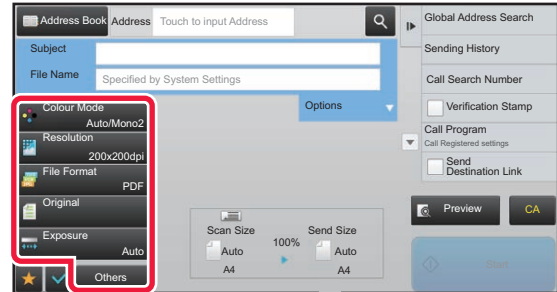 Address Book
Address
Touch to input Address
Global Address Search
Subject
Sending History
File Name
Specified by System Settings
Call Search Number
Options
Verification Stamp
Colour Mode
Auto/Mono2
Call Program
Call Registered settings
Resolution
200x200dpi
Send
Destination Link
File Format
PDF
Original
Preview
CA
Exposure
Auto
Scan Size
100%
Send Size
Auto
Auto
A4
A4
Others
Start